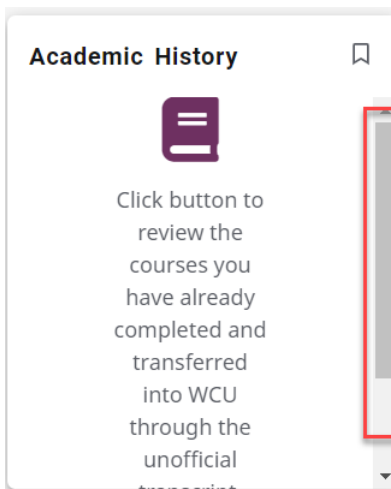 Academic History
Click button to
review the
courses you
have already
completed and
transferred
into WCU
through the
unofficial
transcript